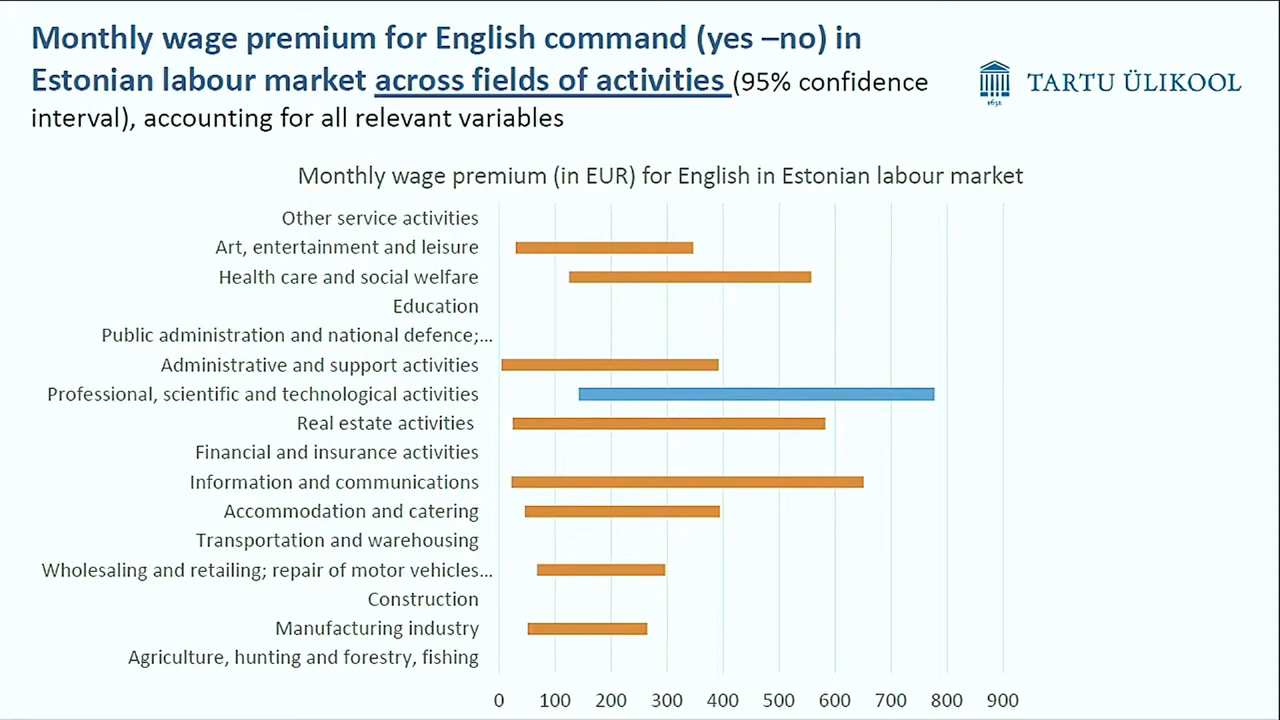 Monthly wage premium for English command (yes –no) in
Estonian labour market across fields of activities (95% confidence
interval), accounting for all relevant variables
TARTU ÜLIKOOL
1632
Monthly wage premium (in EUR) for English in Estonian labour market
Other service activities
Art, entertainment and leisure
Health care and social welfare
Education
Public administration and national defence;...
Administrative and support activities
Professional, scientific and technological activities
Real estate activities
Financial and insurance activities
Information and communications
Accommodation and catering
Transportation and warehousing
Wholesaling and retailing; repair of motor vehicles...
Construction
Manufacturing industry
Agriculture, hunting and forestry, fishing
0 100 200 300 400 500 600 700 800 900